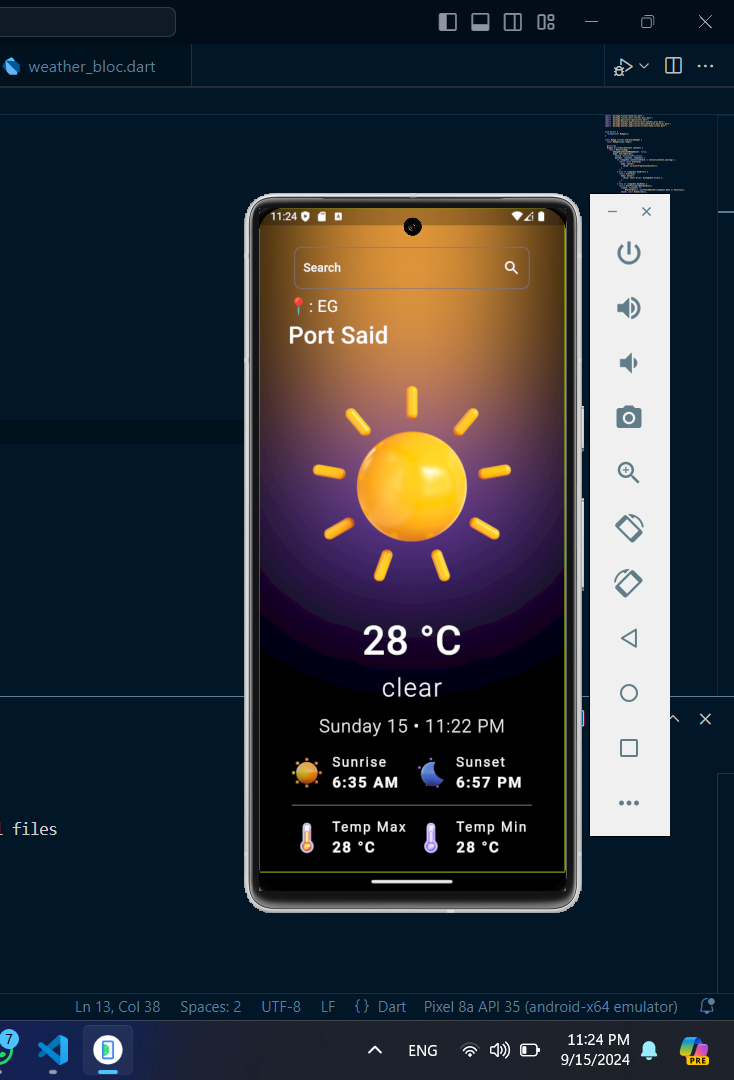 weather_bloc.dart
11:24
Search
: EG
Port Said
28 °C
clear
Sunday 15 • 11:22 PM
Sunrise
6:35 AM
Sunset
6:57 PM
Temp Max
28 °C
Temp Min
28 °C
files
Ln 13, Col 38 Spaces: 2 UTF-8 LF {} Dart Pixel 8a API 35 (android-x64 emulator)
7
ENG
11:24 PM
9/15/2024
PRE